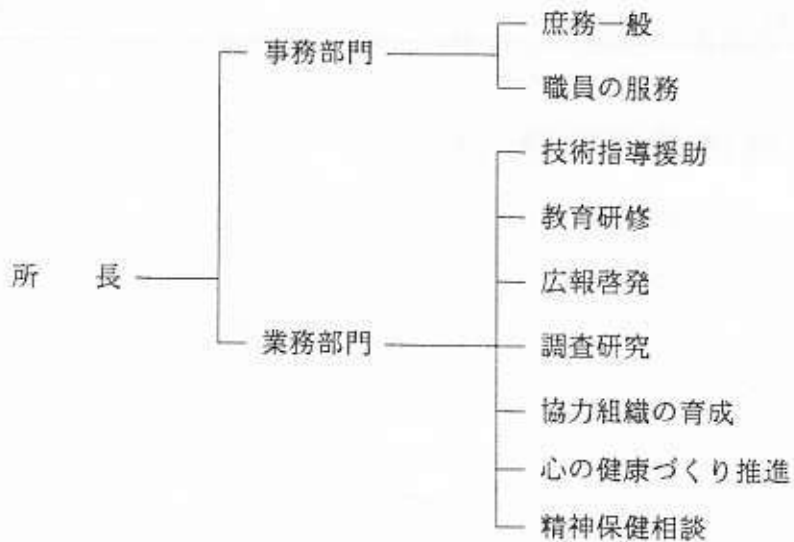 所長
事務部門
庶務一般
職員の服務
業務部門
技術指導援助
教育研修
広報啓発
調査研究
協力組織の育成
心の健康づくり推進
精神保健相談